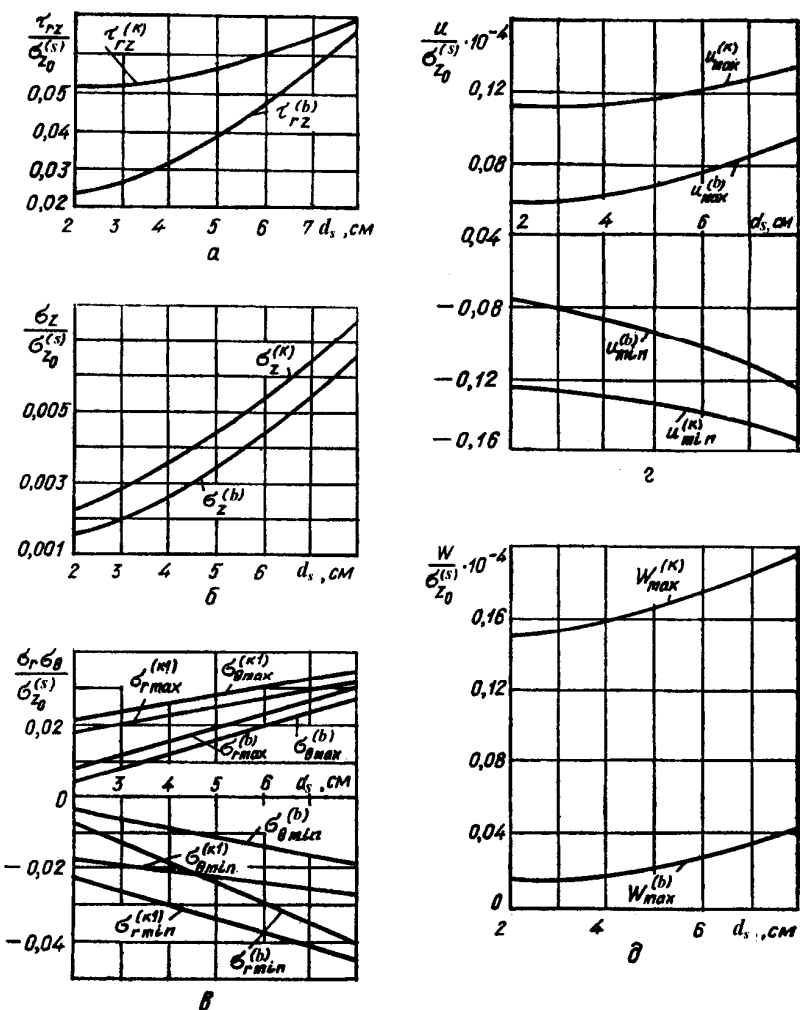 τrz/σz0(s)
τrz(к)
0,05
0,04
0,03
0,02
τrz(b)
2 3 4 5 6 7 ds, см
а
σz/σz0(s)
σz(к)
0,005
0,003
0,001
σz(b)
2 3 4 5 6 ds, см
б
σr σθ/σz0(s)
σrmax(к1)
σθmax(к1)
0,02
σrmax(b)
σθmax(b)
3 4 5 6 ds, см
0
σθmin(b)
σθmin(к1)
−0,02
σrmin(к1)
σrmin(b)
−0,04
в
u/σz0(s)·10-4
umax(к)
0,12
0,08
umax(b)
2 4 6 ds, см
0,04
−0,08
umin(b)
−0,12
umin(к)
−0,16
г
W/σz0(s)·10-4
Wmax(к)
0,16
0,12
0,08
0,04
Wmax(b)
0
2 4 6 ds, см
д